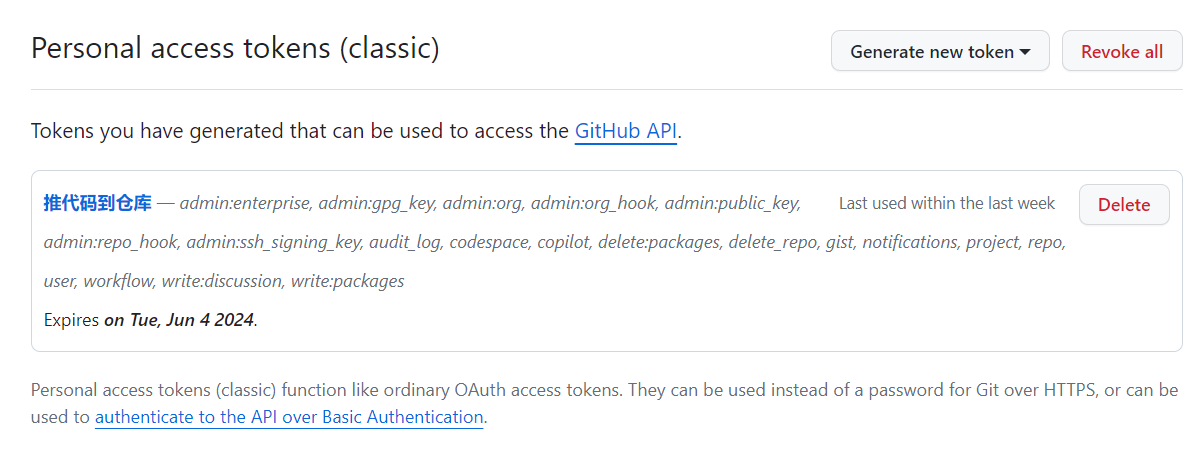 Personal access tokens (classic)
Generate new token
Revoke all
Tokens you have generated that can be used to access the GitHub API.
推代码到仓库 — admin:enterprise, admin:gpg_key, admin:org, admin:org_hook, admin:public_key,
Last used within the last week
Delete
admin:repo_hook, admin:ssh_signing_key, audit_log, codespace, copilot, delete:packages, delete_repo, gist, notifications, project, repo,
user, workflow, write:discussion, write:packages
Expires on Tue, Jun 4 2024.
Personal access tokens (classic) function like ordinary OAuth access tokens. They can be used instead of a password for Git over HTTPS, or can be
used to authenticate to the API over Basic Authentication.